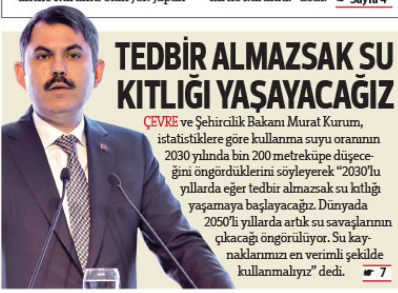 Sayfa 4
TEDBİR ALMAZSAK SU
KITLIĞI YAŞAYACAĞIZ
ÇEVRE ve Şehircilik Bakanı Murat Kurum,
istatistiklere göre kullanma suyu oranının
2030 yılında bin 200 metreküpe düşece-
ğini öngördüklerini söyleyerek “2030’lu
yıllarda eğer tedbir almazsak su kıtlığı
yaşamaya başlayacağız. Dünyada
2050’li yıllarda artık su savaşlarının
çıkacağı öngörülüyor. Su kay-
naklarımızı en verimli şekilde
kullanmalıyız” dedi. 7